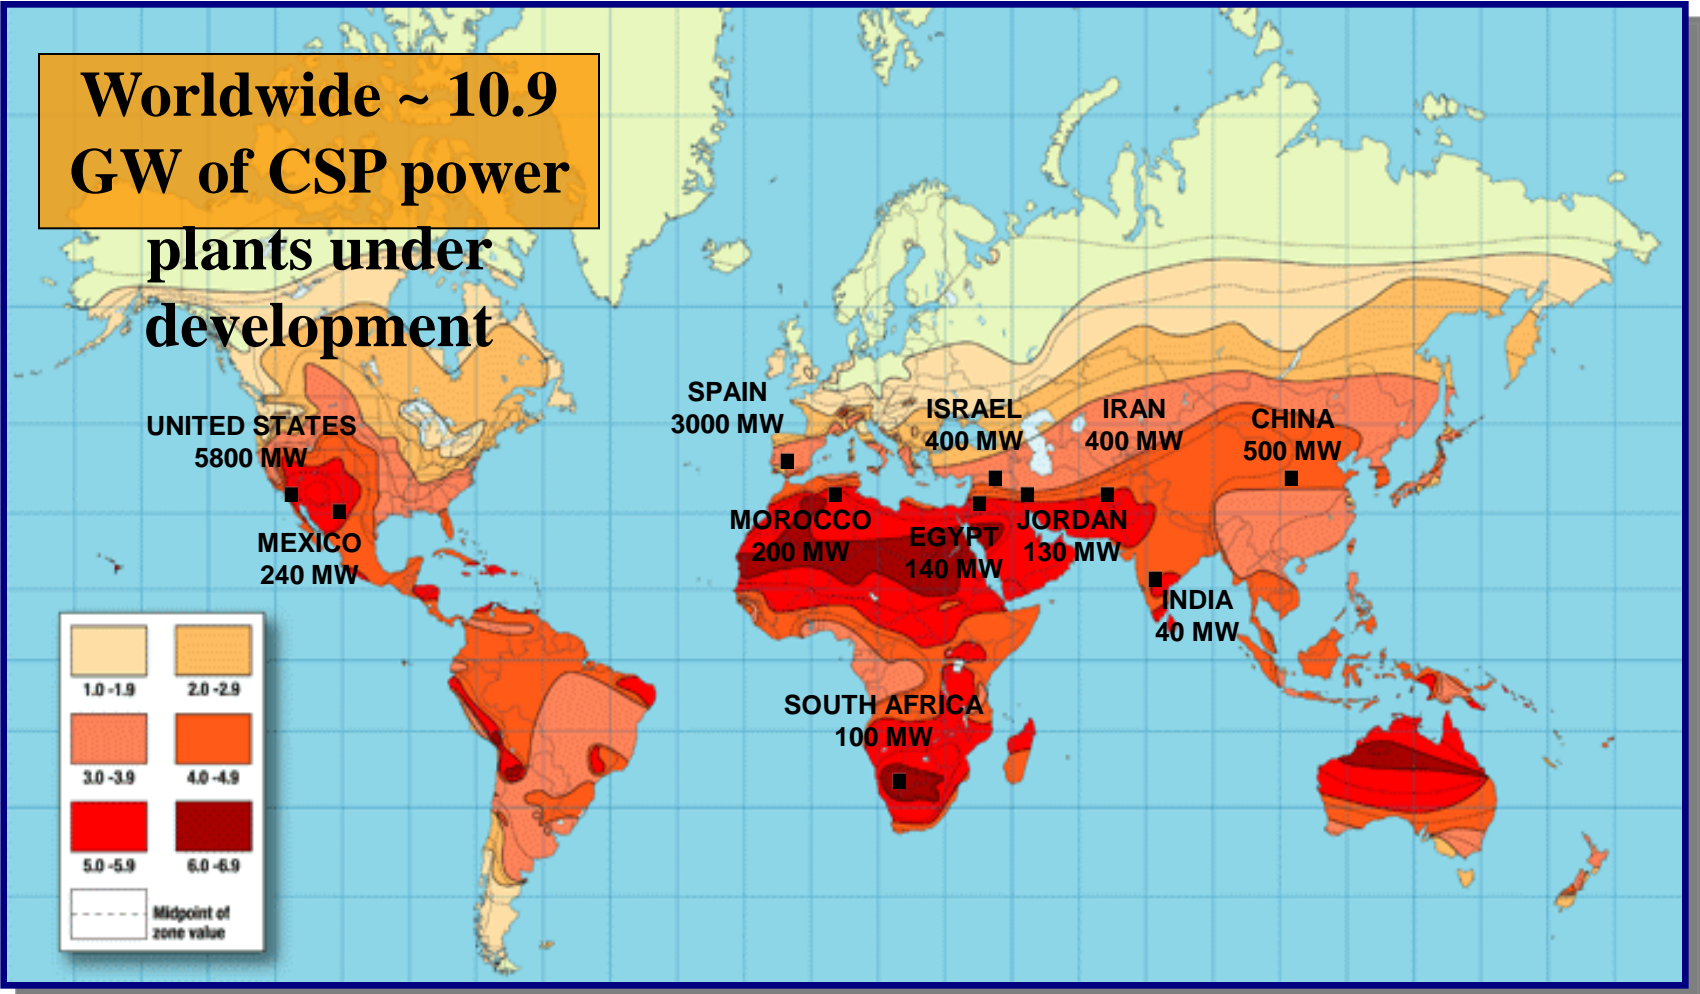 Worldwide ~ 10.9
GW of CSP power
plants under
development
SPAIN
3000 MW
ISRAEL
400 MW
IRAN
400 MW
CHINA
500 MW
UNITED STATES
5800 MW
MEXICO
240 MW
MOROCCO
200 MW
EGYPT
140 MW
JORDAN
130 MW
INDIA
40 MW
SOUTH AFRICA
100 MW
1.0 -1.9
2.0 -2.9
3.0 -3.9
4.0 -4.9
5.0 -5.9
6.0 -6.9
Midpoint of
zone value